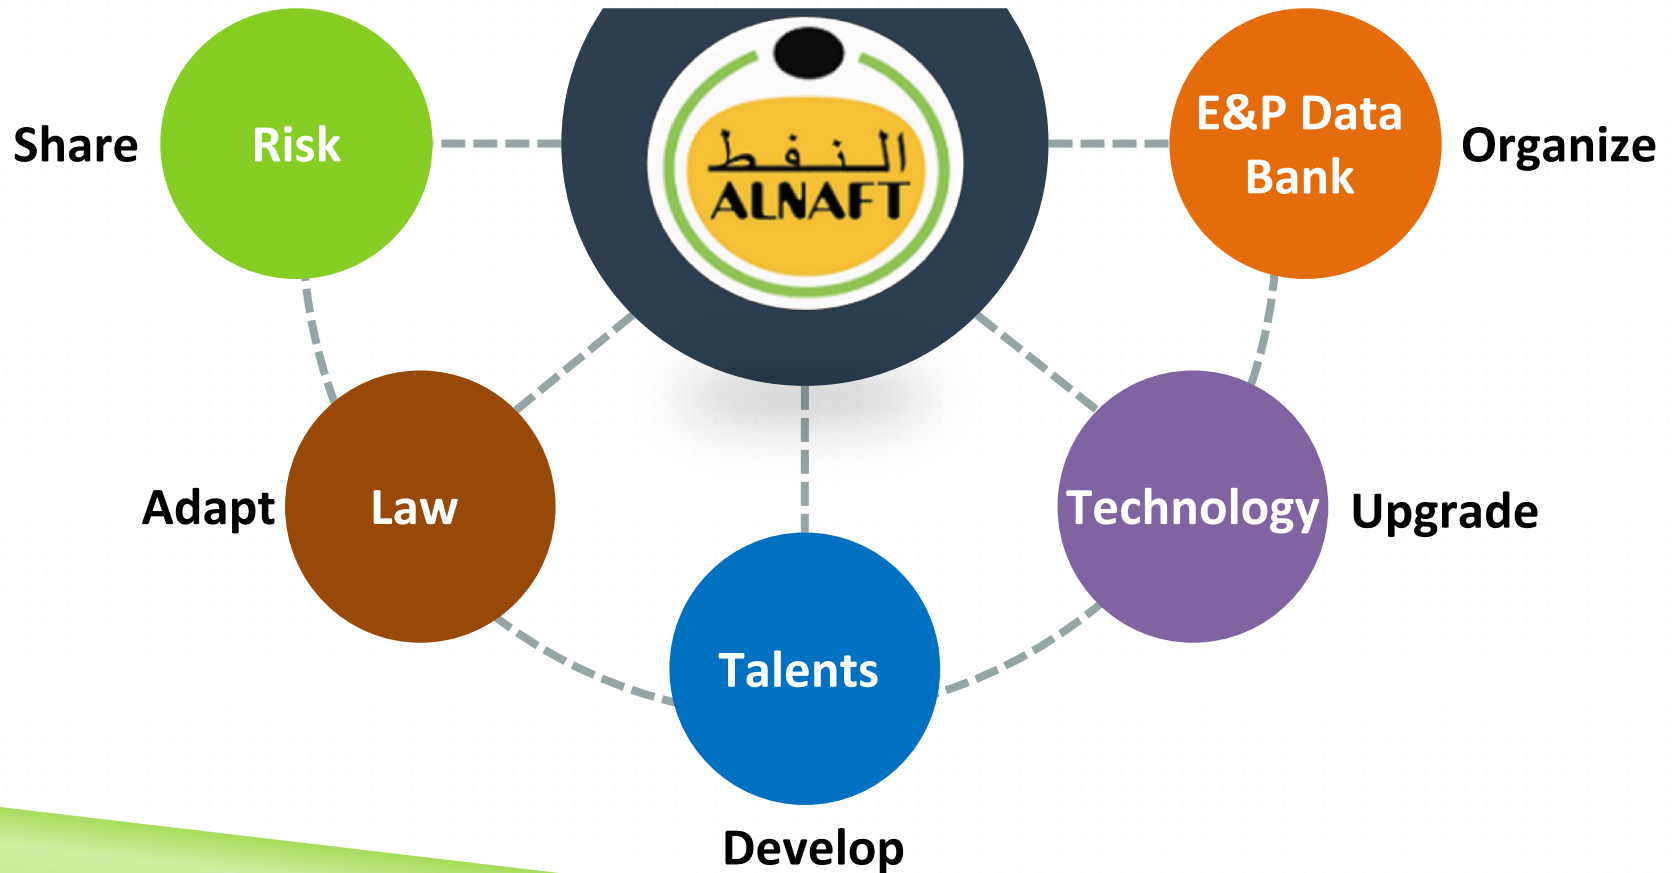 Share
Risk
النفط
ALNAFT
E&P Data
Bank
Organize
Adapt
Law
Technology
Upgrade
Talents
Develop